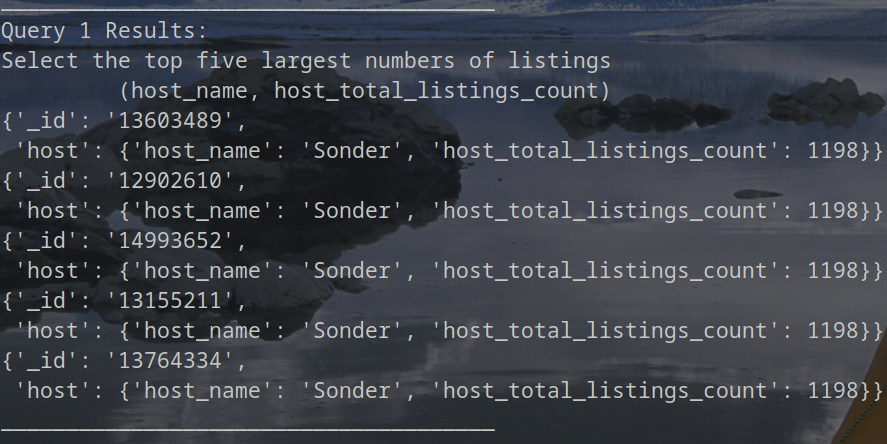 Query 1 Results:
Select the top five largest numbers of listings
(host_name, host_total_listings_count)
{'_id': '13603489',
'host': {'host_name': 'Sonder', 'host_total_listings_count': 1198}}
{'_id': '12902610',
'host': {'host_name': 'Sonder', 'host_total_listings_count': 1198}}
{'_id': '14993652',
'host': {'host_name': 'Sonder', 'host_total_listings_count': 1198}}
{'_id': '13155211',
'host': {'host_name': 'Sonder', 'host_total_listings_count': 1198}}
{'_id': '13764334',
'host': {'host_name': 'Sonder', 'host_total_listings_count': 1198}}